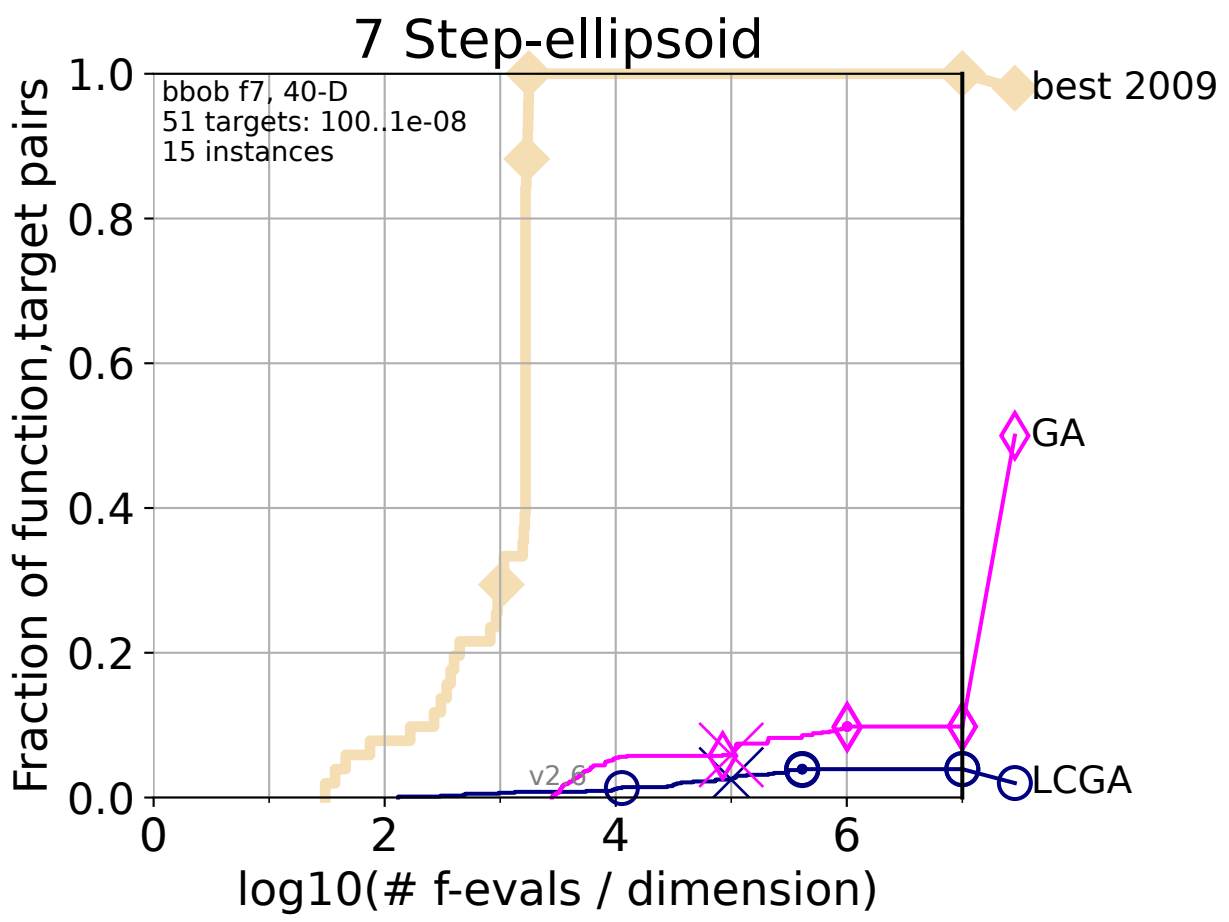 7 Step-ellipsoid
bbob f7, 40-D
51 targets: 100..1e-08
15 instances
Fraction of function,target pairs
1.0
0.8
0.6
0.4
0.2
0.0
best 2009
GA
LCGA
v2.6
0 2 4 6
log10(# f-evals / dimension)